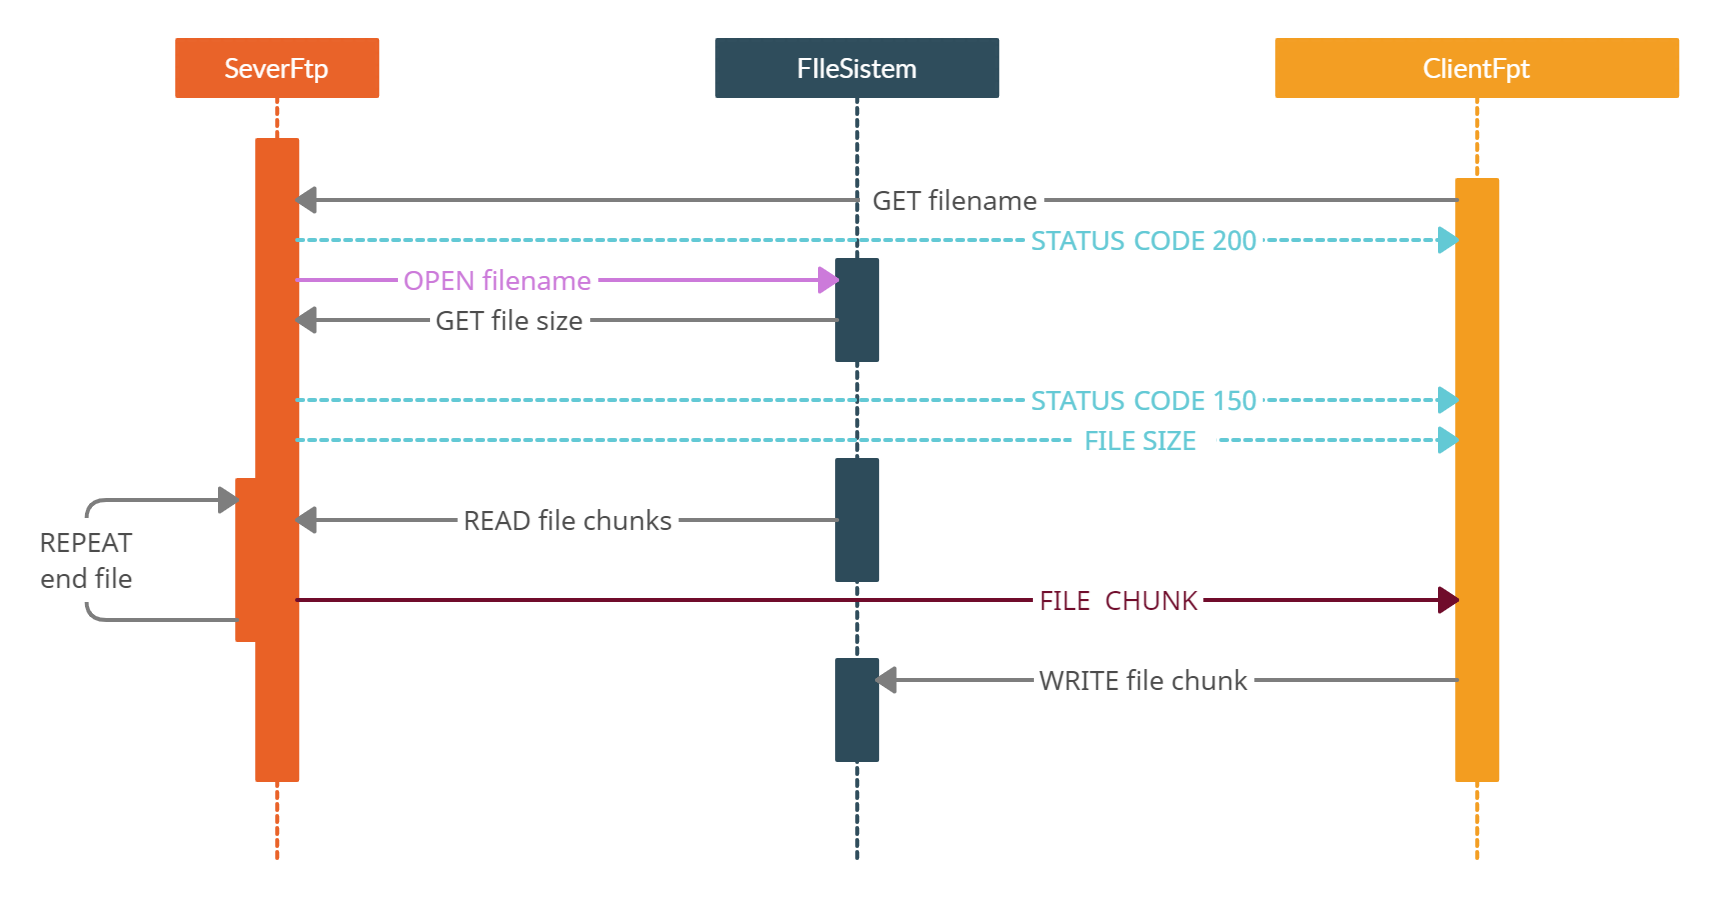 SeverFtp
FIleSistem
ClientFpt
GET filename
STATUS CODE 200
OPEN filename
GET file size
STATUS CODE 150
FILE SIZE
READ file chunks
REPEAT
end file
FILE CHUNK
WRITE file chunk